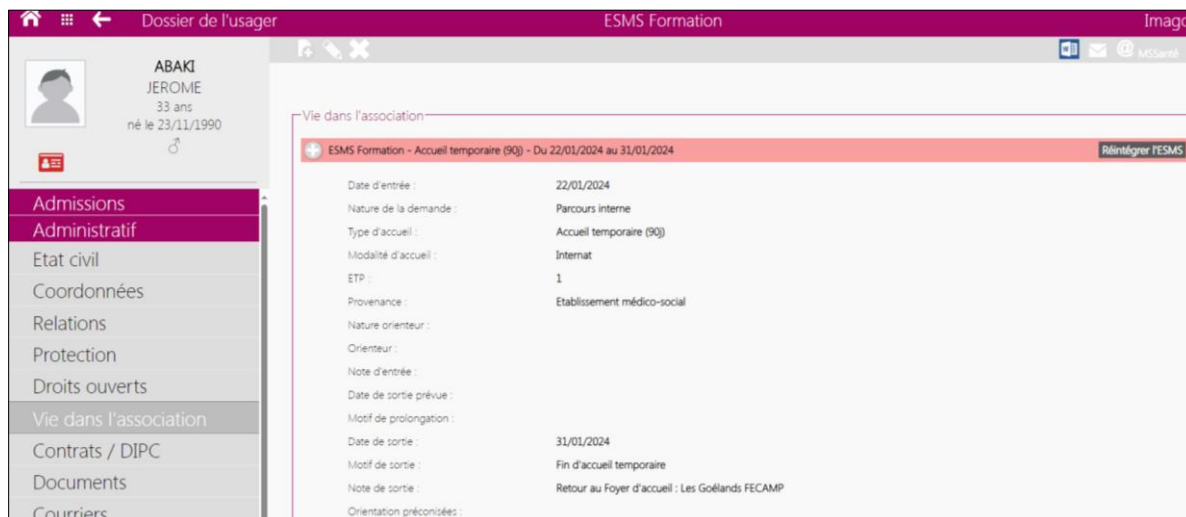 Dossier de l'usager
ESMS Formation
Imago
ABAKI
JEROME
33 ans
né le 23/11/1990
MSSanté
Admissions
Administratif
Etat civil
Coordonnées
Relations
Protection
Droits ouverts
Vie dans l'association
Contrats / DIPC
Documents
Courriers
Vie dans l'association
ESMS Formation - Accueil temporaire (90j) - Du 22/01/2024 au 31/01/2024
Réintégrer l'ESMS
Date d'entrée : 22/01/2024
Nature de la demande : Parcours interne
Type d'accueil : Accueil temporaire (90j)
Modalité d'accueil : Internat
ETP : 1
Provenance : Etablissement médico-social
Nature orienteur :
Orienteur :
Note d'entrée :
Date de sortie prévue :
Motif de prolongation :
Date de sortie : 31/01/2024
Motif de sortie : Fin d'accueil temporaire
Note de sortie : Retour au Foyer d'accueil : Les Goélands FECAMP
Orientation préconisées :